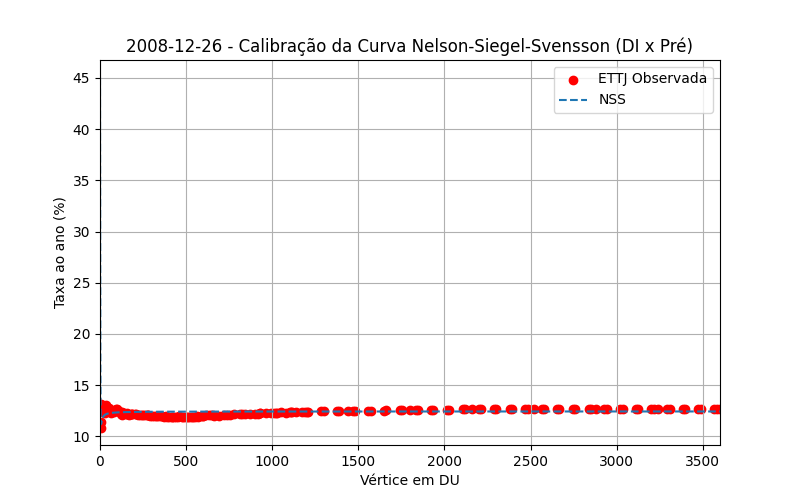 2008-12-26 - Calibração da Curva Nelson-Siegel-Svensson (DI x Pré)
ETTJ Observada
NSS
Taxa ao ano (%)
45
40
35
30
25
20
15
10
0 500 1000 1500 2000 2500 3000 3500
Vértice em DU